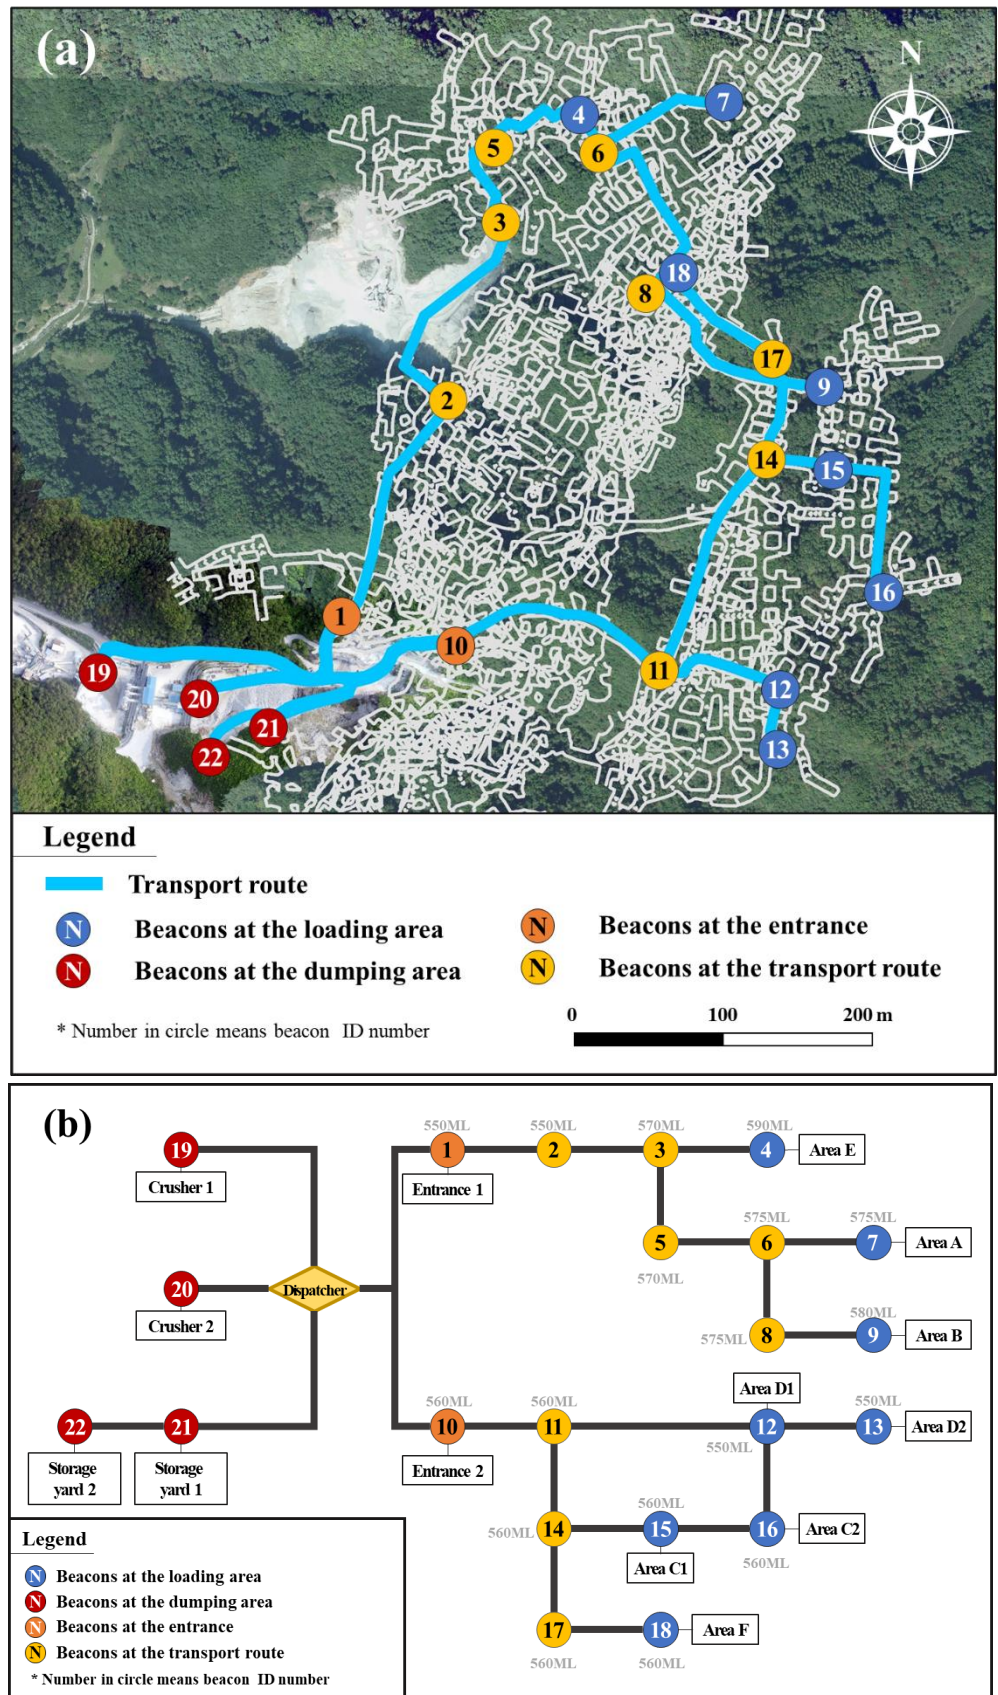 (a)
N
7
4
5
6
3
18
8
17
9
2
14
15
16
1
10
11
19
12
20
21
13
22
Legend
Transport route
N Beacons at the loading area
N Beacons at the entrance
N Beacons at the dumping area
N Beacons at the transport route
* Number in circle means beacon ID number
0 100 200 m
(b)
550ML 550ML 570ML 590ML
19 1 2 3 4 Area E
Crusher 1 Entrance 1
575ML 575ML
5 6 7 Area A
570ML
20 Dispatcher
Crusher 2
580ML
575ML 8 9 Area B
Area D1
560ML 560ML 550ML
22 21 10 11 12 13 Area D2
550ML
Storage yard 2
Storage yard 1
Entrance 2
560ML
560ML 14 15 16 Area C2
Area C1 560ML
17 18 Area F
560ML 560ML
Legend
N Beacons at the loading area
N Beacons at the dumping area
N Beacons at the entrance
N Beacons at the transport route
* Number in circle means beacon ID number